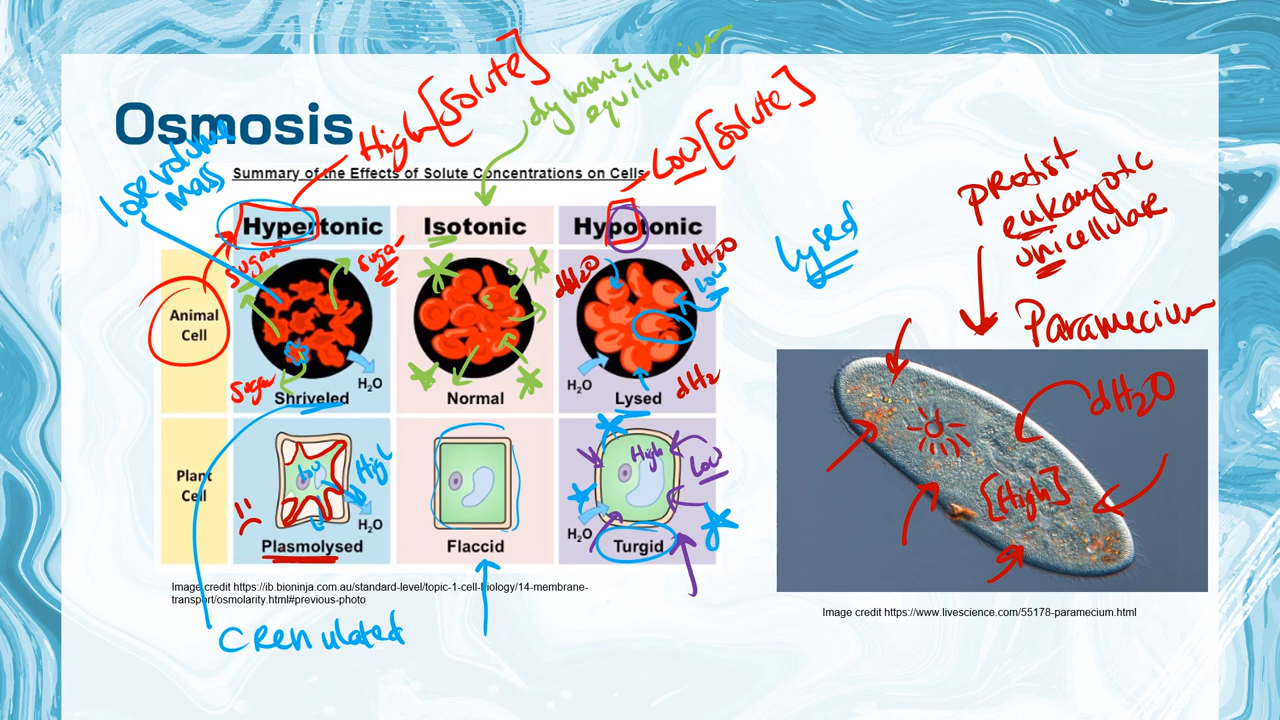 Osmosis
High [Solute]
dynamic
equilibrium
Low [Solute]
lose volume
mass
Summary of the Effects of Solute Concentrations on Cells
Hypertonic
Isotonic
Hypotonic
Lysed
protist
eukanyotic
unicellular
Paramecium
Animal
Cell
Sugar
Sugar
Sugar
H₂O
Shriveled
Normal
dH2O
dH2O
Low
dH2
H₂O
Lysed
Plant
Cell
Low
High
H₂O
Plasmolysed
Flaccid
High
Low
H₂O
Turgid
dH2O
[High]
Image credit https://ib.bioninja.com.au/standard-level/topic-1-cell-biology/14-membrane-
transport/osmolarity.html#previous-photo
Image credit https://www.livescience.com/55178-paramecium.html
Crenulated